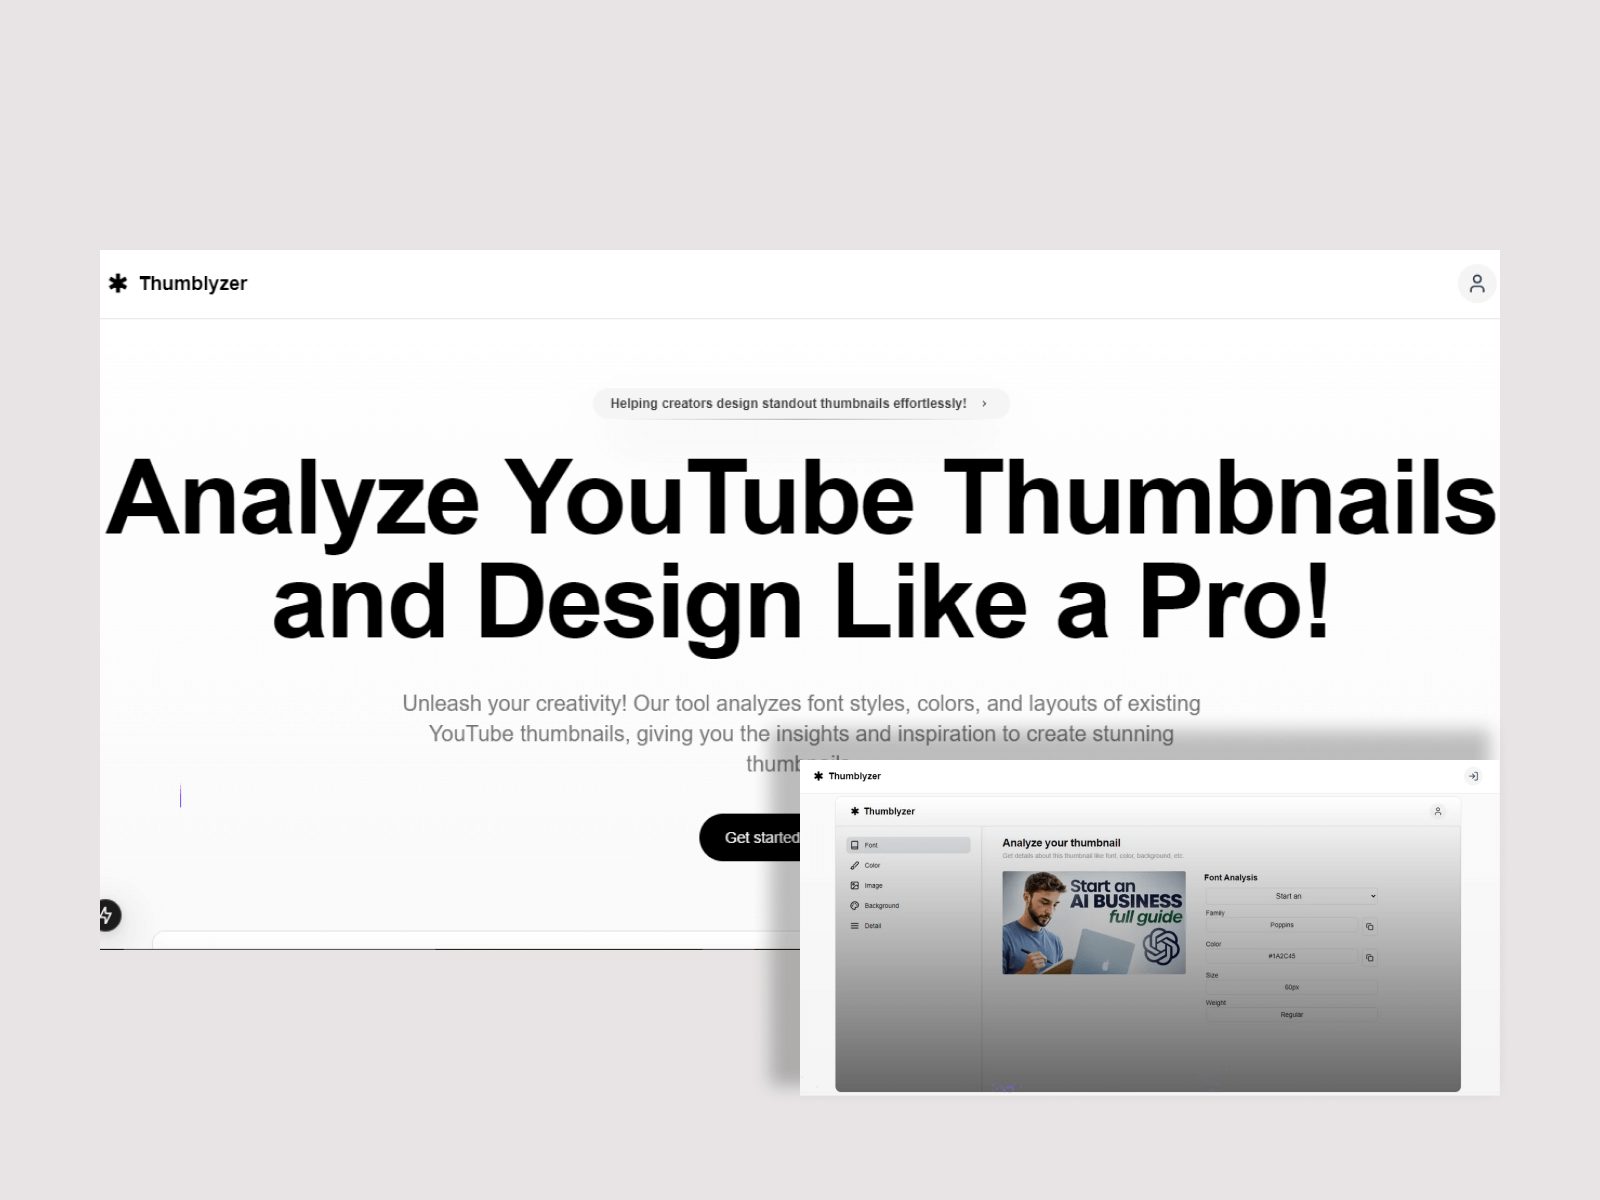 Thumblyzer
Helping creators design standout thumbnails effortlessly!
Analyze YouTube Thumbnails
and Design Like a Pro!
Unleash your creativity! Our tool analyzes font styles, colors, and layouts of existing
YouTube thumbnails, giving you the insights and inspiration to create stunning
Get started
Thumblyzer
Thumblyzer
Font
Color
Image
Background
Detail
Analyze your thumbnail
Get details about this thumbnail like font, color, background, etc.
Start an
AI BUSINESS
full guide
Font Analysis
Start an
Family
Poppins
Color
#1A2C45
Size
60px
Weight
Regular